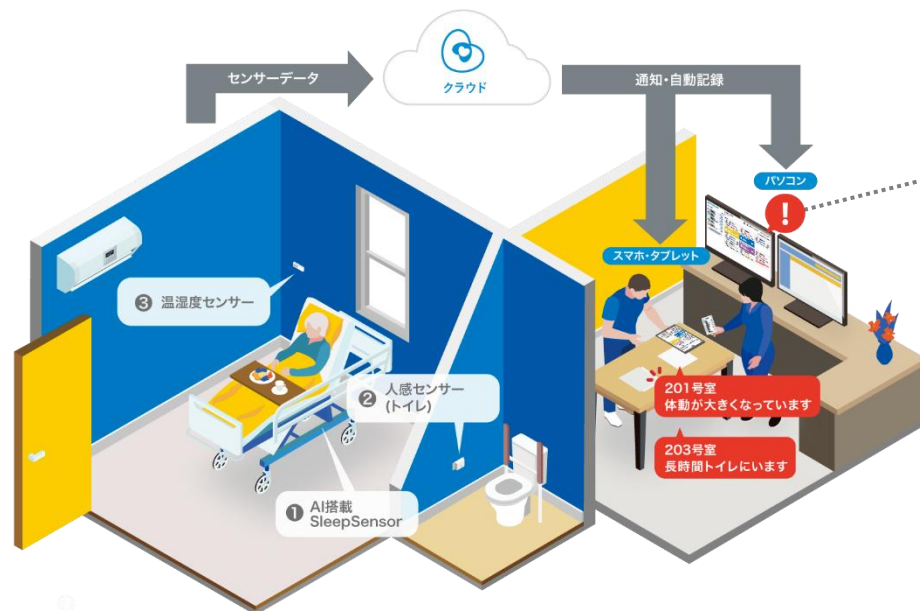 センサーデータ
クラウド
通知・自動記録
パソコン
!
スマホ・タブレット
3 温湿度センサー
2 人感センサー
(トイレ)
1 AI搭載
SleepSensor
201号室
体動が大きくなっています
203号室
長時間トイレにいます